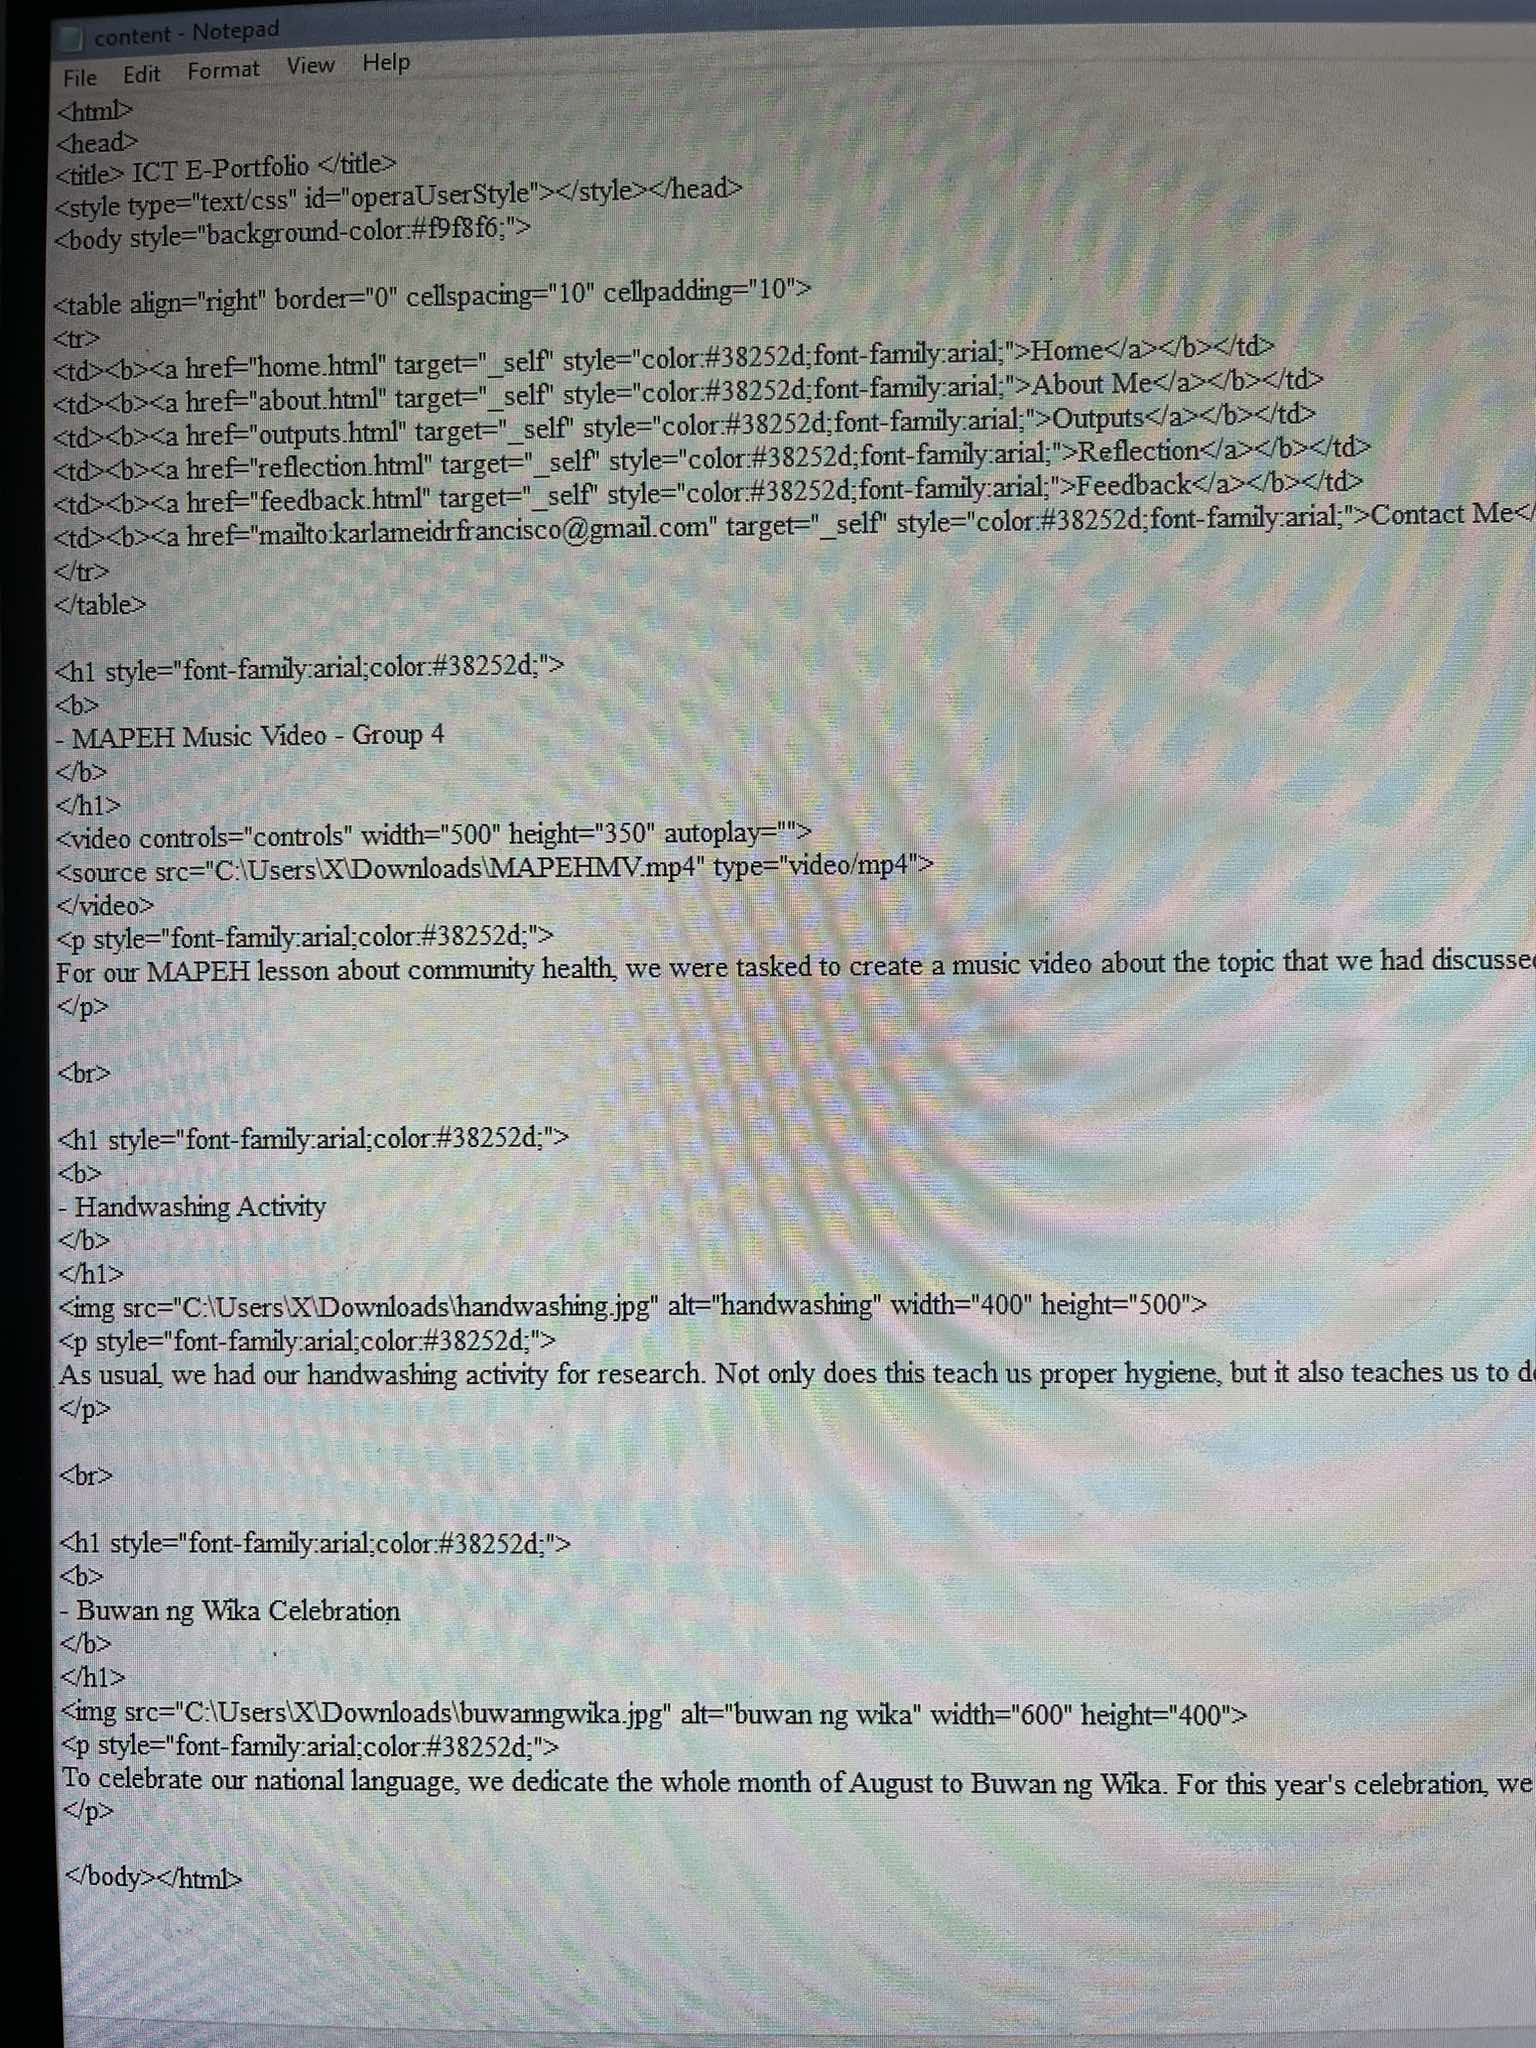 content - Notepad
File Edit Format View Help
<html>
<head>
<title> ICT E-Portfolio </title>
<style type="text/css" id="operaUserStyle"></style></head>
<body style="background-color:#f9f8f6;">
<table align="right" border="0" cellspacing="10" cellpadding="10">
<tr>
<td><b><a href="home.html" target="_self" style="color:#38252d;font-family:arial;">Home</a></b></td>
<td><b><a href="about.html" target="_self" style="color:#38252d;font-family:arial;">About Me</a></b></td>
<td><b><a href="outputs.html" target="_self" style="color:#38252d;font-family:arial;">Outputs</a></b></td>
<td><b><a href="reflection.html" target="_self" style="color:#38252d;font-family:arial;">Reflection</a></b></td>
<td><b><a href="feedback.html" target="_self" style="color:#38252d;font-family:arial;">Feedback</a></b></td>
<td><b><a href="mailto:karlameidrfrancisco@gmail.com" target="_self" style="color:#38252d;font-family:arial;">Contact Me</
</tr>
</table>
<h1 style="font-family:arial;color:#38252d;">
<b>
- MAPEH Music Video - Group 4
</b>
</h1>
<video controls="controls" width="500" height="350" autoplay="">
<source src="C:\Users\X\Downloads\MAPEHMV.mp4" type="video/mp4">
</video>
<p style="font-family:arial;color:#38252d;">
For our MAPEH lesson about community health, we were tasked to create a music video about the topic that we had
</p>
<br>
<h1 style="font-family:arial;color:#38252d;">
<b>
- Handwashing Activity
</b>
</h1>
<img src="C:\Users\X\Downloads\handwashing.jpg" alt="handwashing" width="400" height="500">
<p style="font-family:arial;color:#38252d;">
As usual, we had our handwashing activity for research. Not only does this teach us proper hygiene, but it also teaches us to
</p>
<br>
<h1 style="font-family:arial;color:#38252d;">
<b>
- Buwan ng Wika Celebration
</b>
</h1>
<img src="C:\Users\X\Downloads\buwanngwika.jpg" alt="buwan ng wika" width="600" height="400">
<p style="font-family:arial;color:#38252d;">
To celebrate our national language, we dedicate the whole month of August to Buwan ng Wika. For this year's celebration, we
</p>
</body></html>